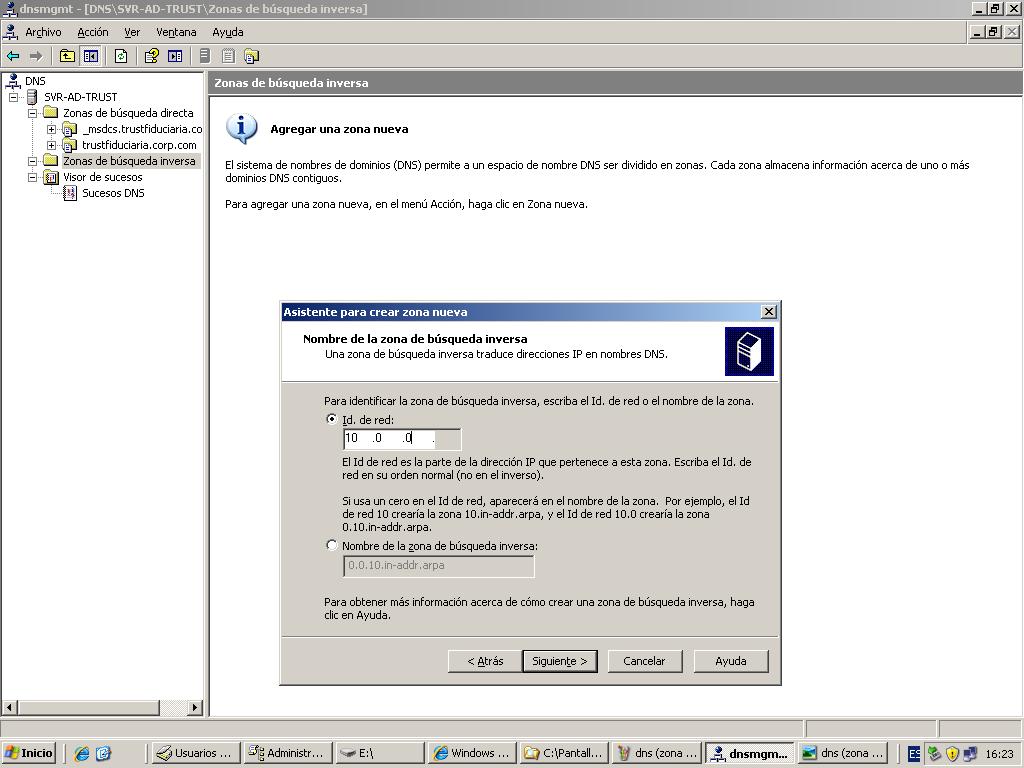 dnsmgmt - [DNS\SVR-AD-TRUST\Zonas de búsqueda inversa]
Archivo Acción Ver Ventana Ayuda
DNS
SVR-AD-TRUST
Zonas de búsqueda directa
_msdcs.trustfiduciaria.co
trustfiduciaria.corp.com
Zonas de búsqueda inversa
Visor de sucesos
Sucesos DNS
Zonas de búsqueda inversa
Agregar una zona nueva
El sistema de nombres de dominios (DNS) permite a un espacio de nombre DNS ser dividido en zonas. Cada zona almacena información acerca de uno o más
dominios DNS contiguos.
Para agregar una zona nueva, en el menú Acción, haga clic en Zona nueva.
Asistente para crear zona nueva
Nombre de la zona de búsqueda inversa
Una zona de búsqueda inversa traduce direcciones IP en nombres DNS.
Para identificar la zona de búsqueda inversa, escriba el Id. de red o el nombre de la zona.
Id. de red:
10 .0 .0 .
El Id de red es la parte de la dirección IP que pertenece a esta zona. Escriba el Id. de
red en su orden normal (no en el inverso).
Si usa un cero en el Id de red, aparecerá en el nombre de la zona. Por ejemplo, el Id
de red 10 crearía la zona 10.in-addr.arpa, y el Id de red 10.0 crearía la zona
0.10.in-addr.arpa.
Nombre de la zona de búsqueda inversa:
0.0.10.in-addr.arpa
Para obtener más información acerca de cómo crear una zona de búsqueda inversa, haga
clic en Ayuda.
< Atrás Siguiente > Cancelar Ayuda
Inicio Usuarios ... Administr... E:\ Windows ... C:\Pantall... dns (zona ... dnsmgm... dns (zona ... ES 16:23